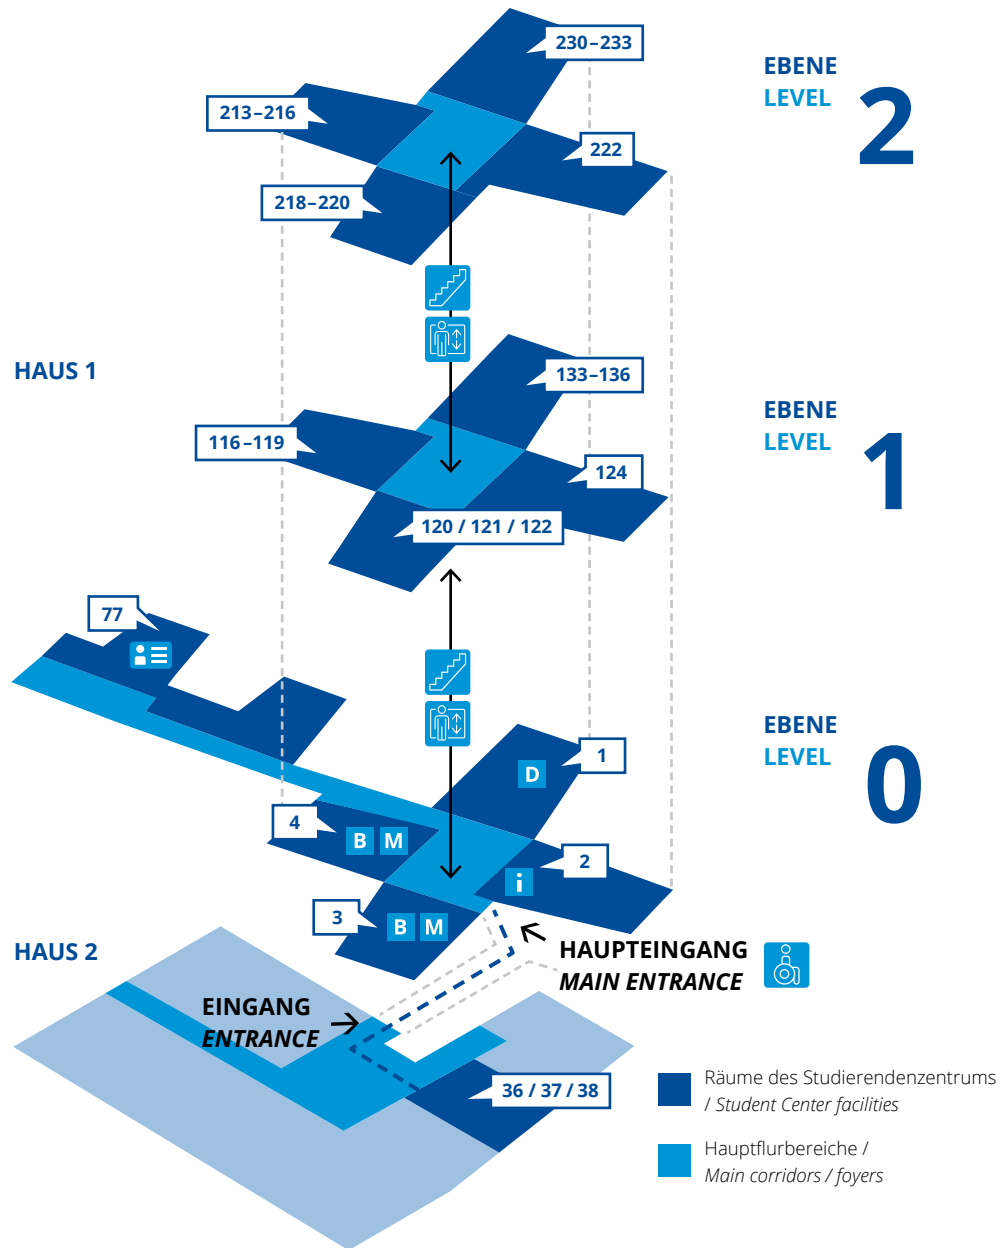 230–233
EBENE
LEVEL
2
213–216
222
218–220
HAUS 1
133–136
EBENE
LEVEL
1
116–119
124
120 / 121 / 122
77
EBENE
LEVEL
0
1
D
4
B M
2
i
3
B M
HAUPTEINGANG
MAIN ENTRANCE
HAUS 2
EINGANG
ENTRANCE
36 / 37 / 38
Räume des Studierendenzentrums
/ Student Center facilities
Hauptflurbereiche /
Main corridors / foyers